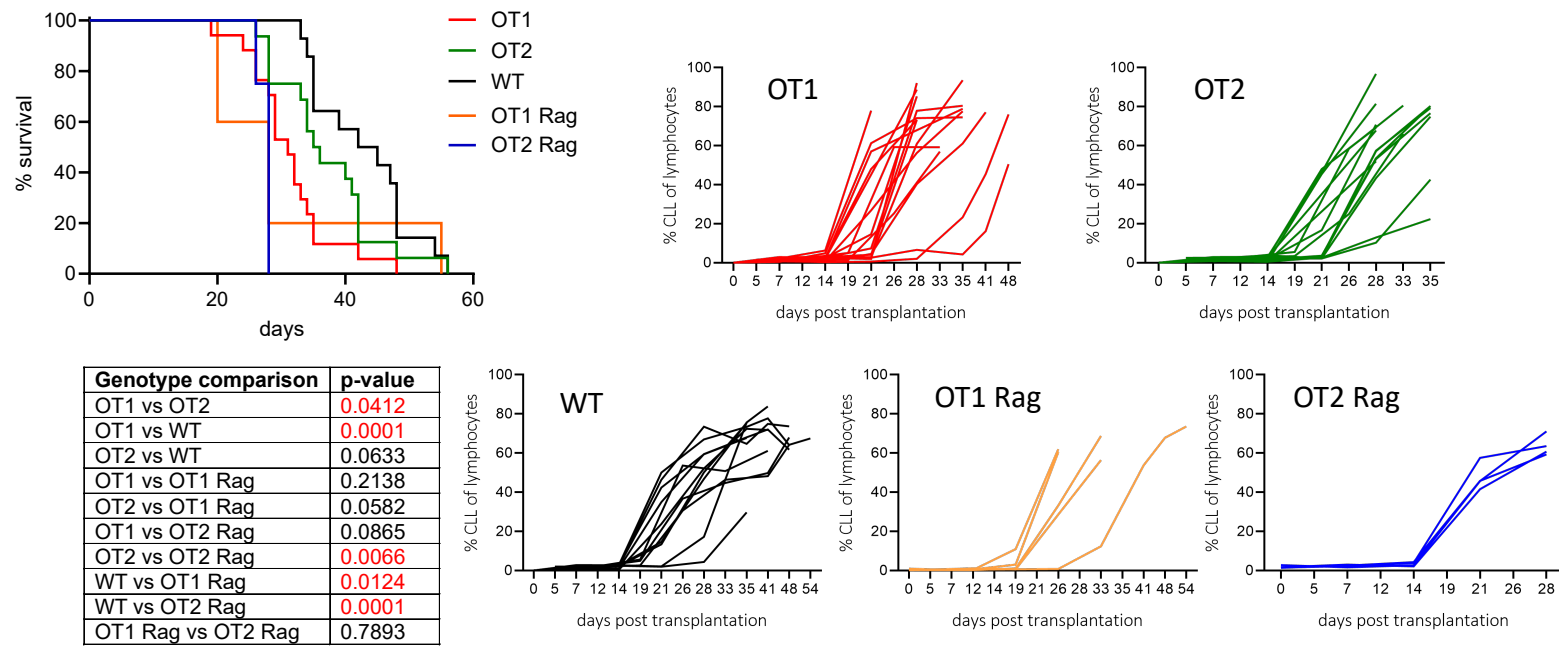 100
80
60
40
20
0
% survival
0 20 40 60
days
OT1
OT2
WT
OT1 Rag
OT2 Rag
OT1
100
80
60
40
20
0
% CLL of lymphocytes
0 5 7 12 14 19 21 26 28 33 35 41 48
days post transplantation
OT2
100
80
60
40
20
0
% CLL of lymphocytes
0 5 7 12 14 19 21 26 28 33 35
days post transplantation
Genotype comparison p-value
OT1 vs OT2 0.0412
OT1 vs WT 0.0001
OT2 vs WT 0.0633
OT1 vs OT1 Rag 0.2138
OT2 vs OT1 Rag 0.0582
OT1 vs OT2 Rag 0.0865
OT2 vs OT2 Rag 0.0066
WT vs OT1 Rag 0.0124
WT vs OT2 Rag 0.0001
OT1 Rag vs OT2 Rag 0.7893
WT
100
80
60
40
20
0
% CLL of lymphocytes
0 5 7 12 14 19 21 26 28 33 35 41 48 54
days post transplantation
OT1 Rag
100
80
60
40
20
0
% CLL of lymphocytes
0 5 7 12 14 19 21 26 28 33 35 41 48 54
days post transplantation
OT2 Rag
100
80
60
40
20
0
% CLL of lymphocytes
0 5 7 12 14 19 21 26 28
days post transplantation